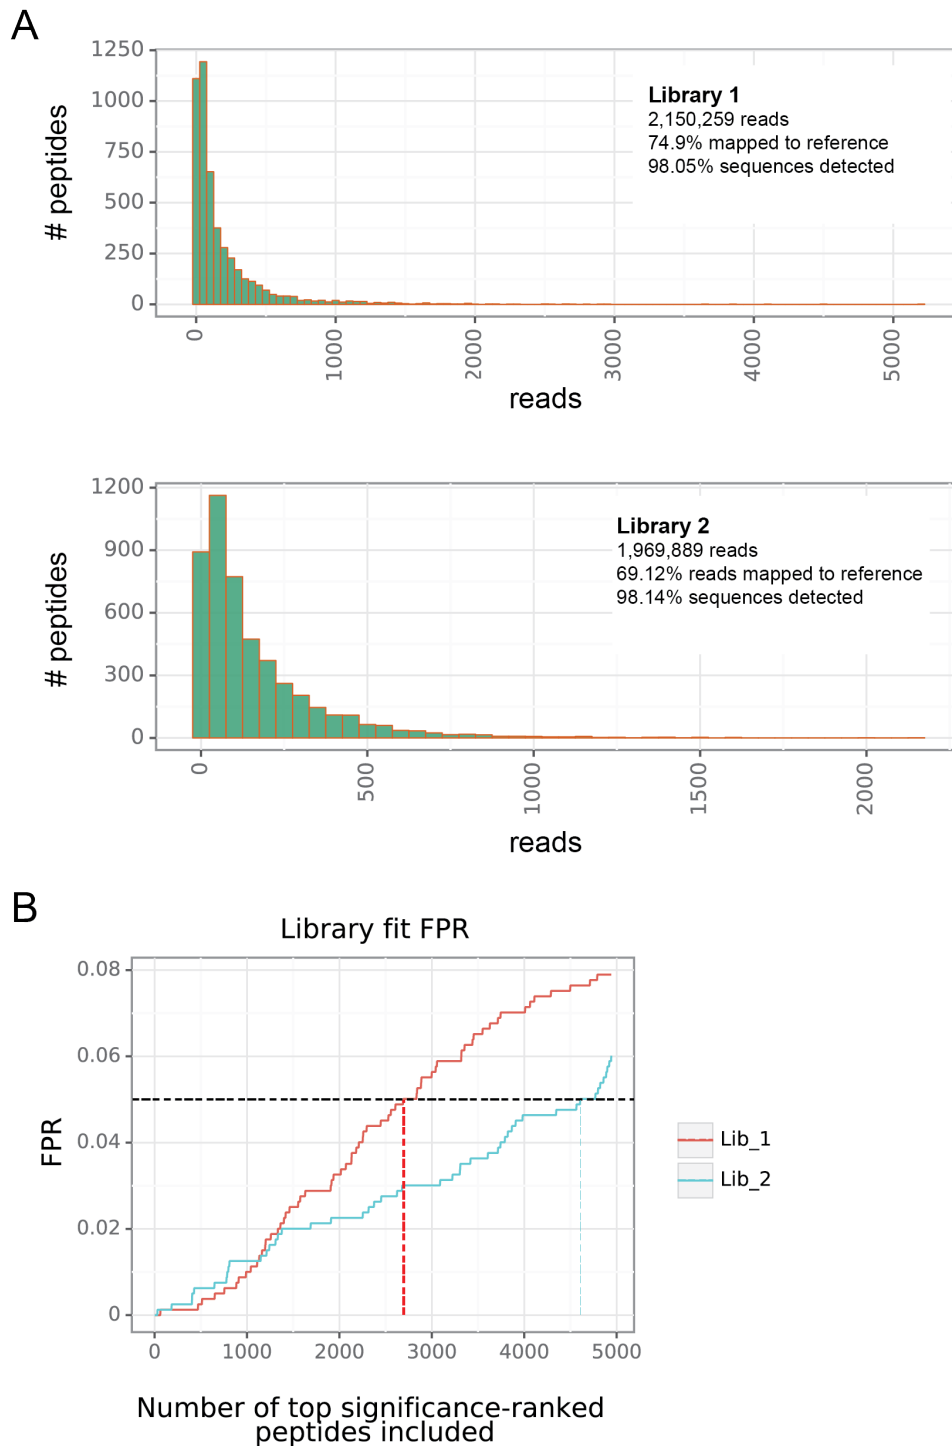 A
# peptides
1250
1000
750
500
250
0
Library 1
2,150,259 reads
74.9% mapped to reference
98.05% sequences detected
0
1000
2000
3000
4000
5000
reads
# peptides
1200
900
600
300
0
Library 2
1,969,889 reads
69.12% reads mapped to reference
98.14% sequences detected
0
500
1000
1500
2000
reads
B
Library fit FPR
FPR
0.08
0.06
0.04
0.02
0
Lib_1
Lib_2
0
1000
2000
3000
4000
5000
Number of top significance-ranked
peptides included